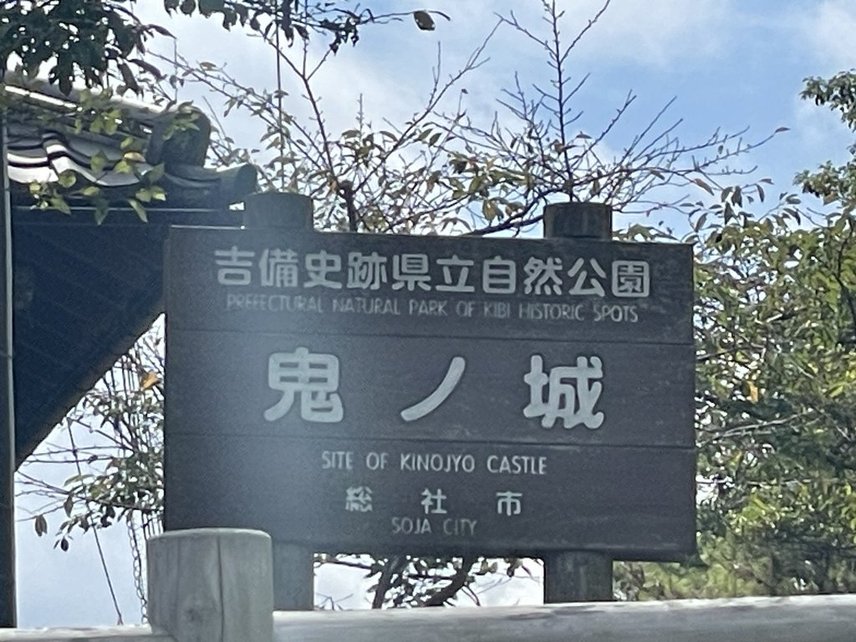 吉備史跡県立自然公園
PREFECTURAL NATURAL PARK OF KIBI HISTORIC SPOTS
鬼ノ城
SITE OF KINOJYO CASTLE
総社市
SOJA CITY